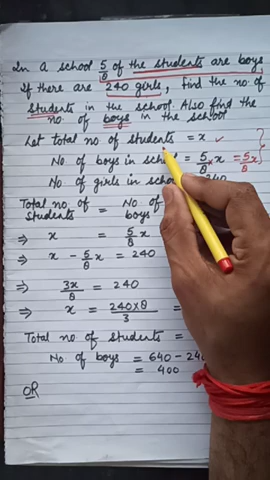 In a school 5/8 of the students are boys
If there are 240 girls, find the no of
students in the school. Also find the
no. of boys in the school
Let total no of students = x ✓
No of boys in sch = 5/8 x = 5x/8
No of girls in sch 240
Total no of students = No of boys
⇒ x = 5/8 x
⇒ x - 5/8 x = 240
⇒ 3x/8 = 240
⇒ x = 240×8/3 =
Total no of students =
No of boys = 640 - 24
= 400
OR